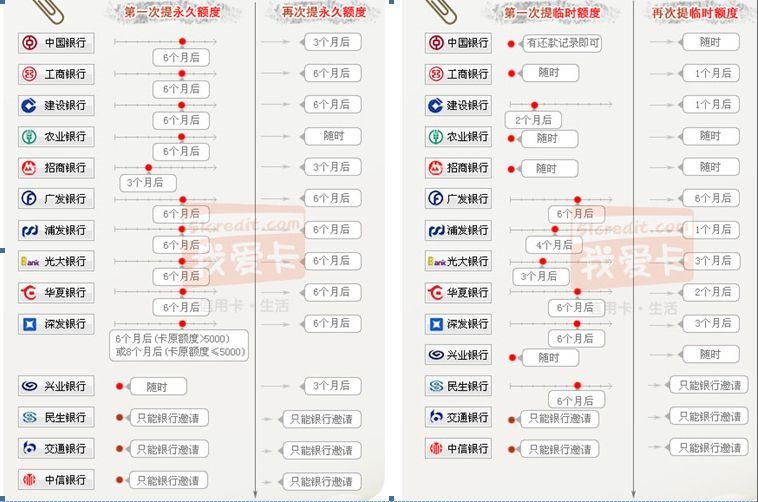 第一次提永久额度 再次提永久额度
中国银行 6个月后 3个月后
工商银行 6个月后 6个月后
建设银行 6个月后 6个月后
农业银行 6个月后 随时
招商银行 3个月后 3个月后
广发银行 6个月后 6个月后
浦发银行 6个月后 6个月后
Bank 光大银行 6个月后 6个月后
华夏银行 6个月后 6个月后
深发银行 6个月后(卡原额度>5000) 6个月后
或8个月后(卡原额度≤5000)
兴业银行 随时 3个月后
民生银行 只能银行邀请 只能银行邀请
交通银行 只能银行邀请 只能银行邀请
中信银行 只能银行邀请 只能银行邀请
51credit.com
我爱卡
信用卡·生活
第一次提临时额度 再次提临时额度
中国银行 有还款记录即可 随时
工商银行 随时 1个月后
建设银行 2个月后 1个月后
农业银行 随时 随时
招商银行 随时 随时
广发银行 6个月后 6个月后
浦发银行 4个月后 1个月后
Bank 光大银行 3个月后 3个月后
华夏银行 6个月后 2个月后
深发银行 6个月后 3个月后
兴业银行 随时 随时
民生银行 6个月后 只能银行邀请
交通银行 只能银行邀请 只能银行邀请
中信银行 只能银行邀请 只能银行邀请
51credit.com
我爱卡
信用卡·生活